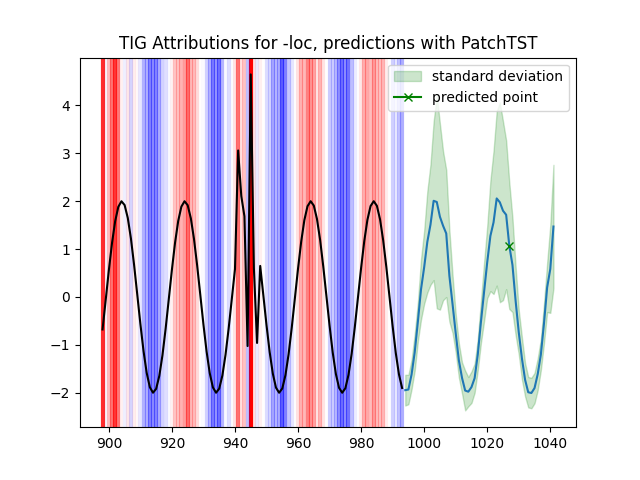 TIG Attributions for -loc, predictions with PatchTST
standard deviation
predicted point
4
3
2
1
0
−1
−2
900 920 940 960 980 1000 1020 1040